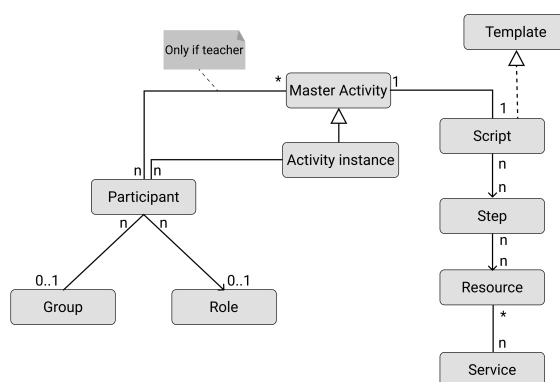 Template
Only if teacher
* Master Activity 1
1
Script
Activity instance
n n
n
Participant
n
n n
Step
n
n
0..1 0..1
Group Role
Resource
*
n
Service